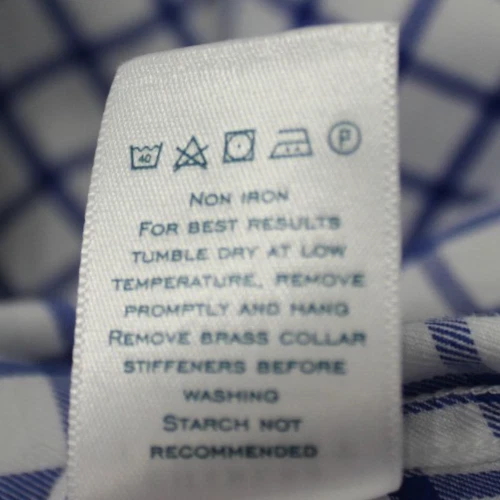 40 P
NON IRON
FOR BEST RESULTS
TUMBLE DRY AT LOW
TEMPERATURE, REMOVE
PROMPTLY AND HANG
REMOVE BRASS COLLAR
STIFFENERS BEFORE
WASHING
STARCH NOT
RECOMMENDED